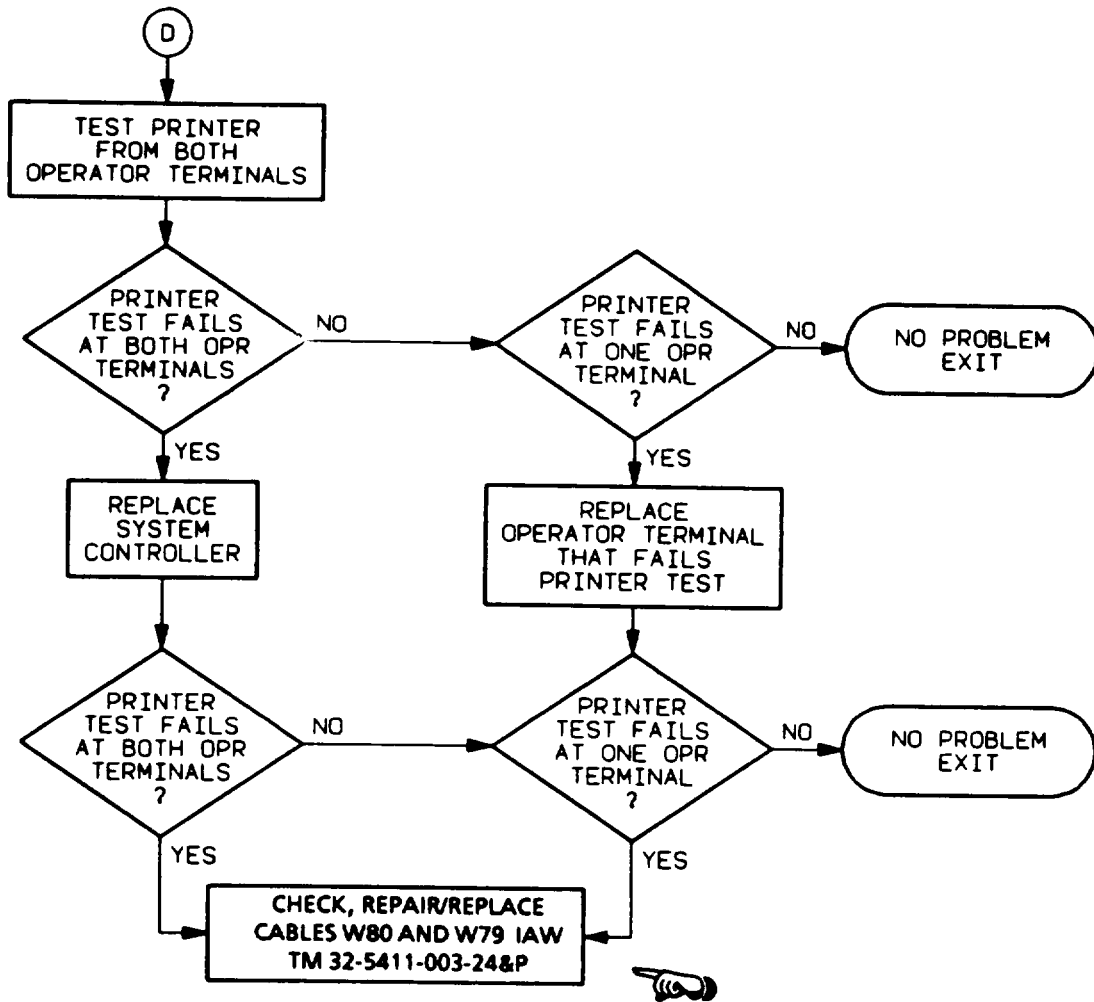 D
TEST PRINTER
FROM BOTH
OPERATOR TERMINALS
PRINTER
TEST FAILS
AT BOTH OPR
TERMINALS
?
NO
PRINTER
TEST FAILS
AT ONE OPR
TERMINAL
?
NO
NO PROBLEM
EXIT
YES
YES
REPLACE
SYSTEM
CONTROLLER
REPLACE
OPERATOR TERMINAL
THAT FAILS
PRINTER TEST
PRINTER
TEST FAILS
AT BOTH OPR
TERMINALS
?
NO
PRINTER
TEST FAILS
AT ONE OPR
TERMINAL
?
NO
NO PROBLEM
EXIT
YES
YES
CHECK, REPAIR/REPLACE
CABLES W80 AND W79 IAW
TM 32-5411-003-24&P